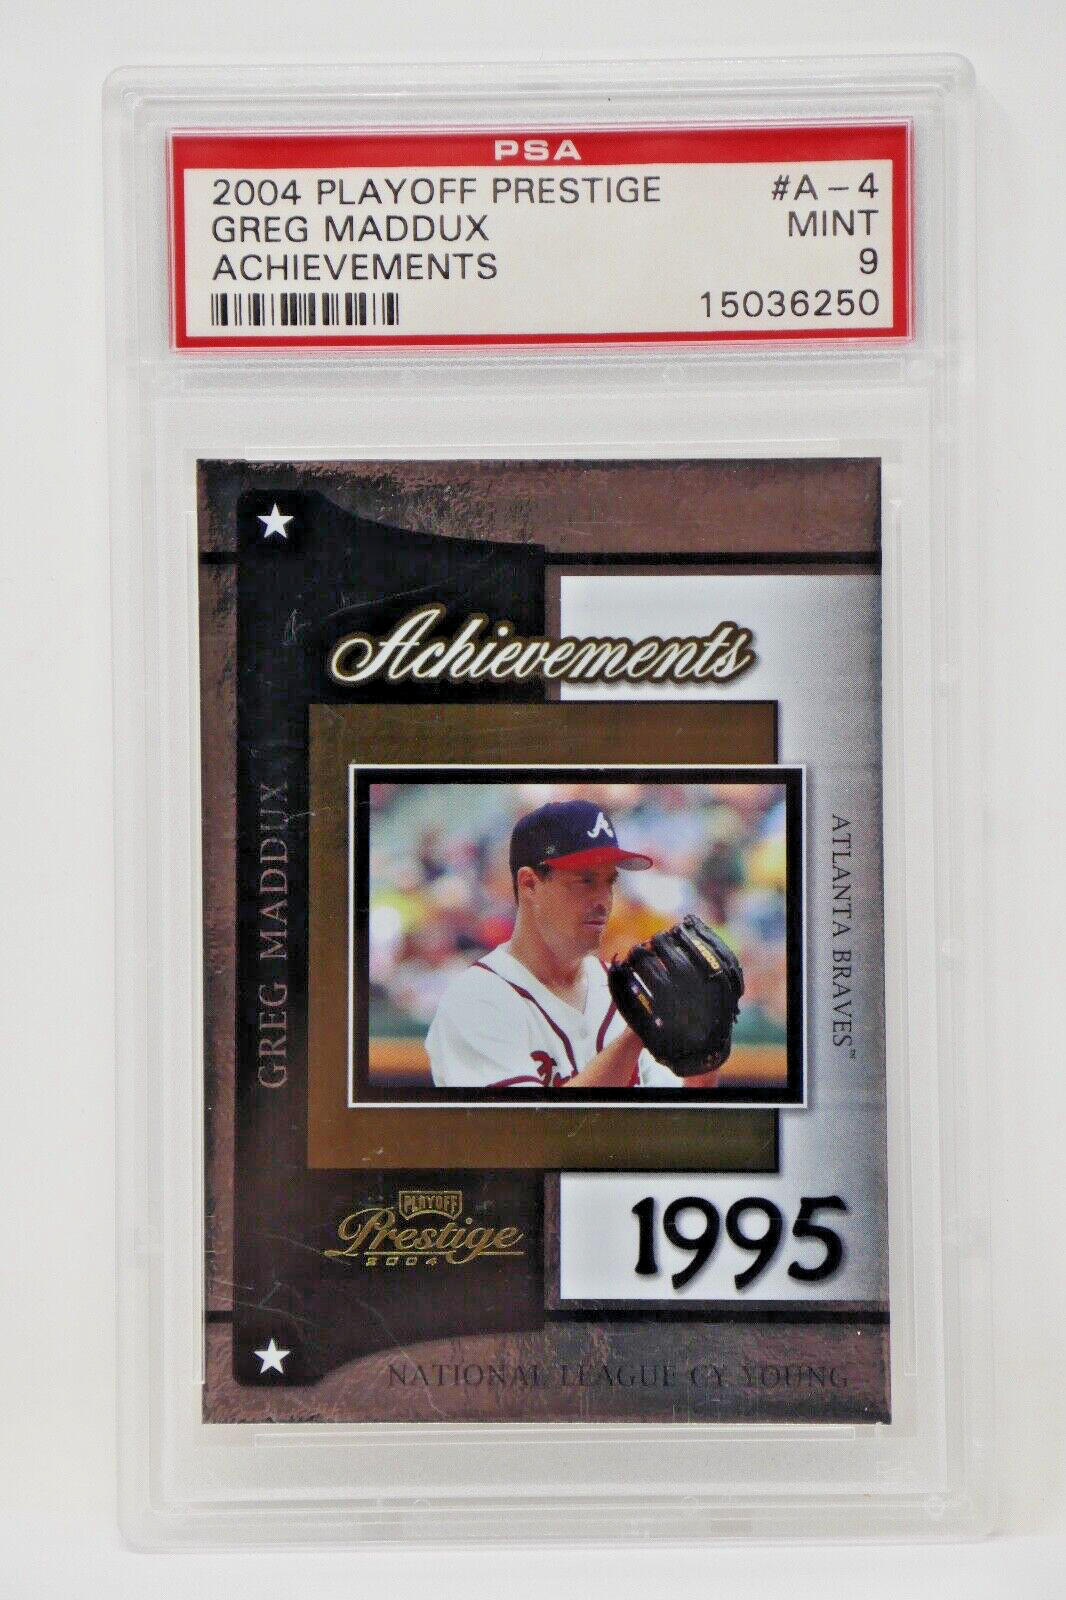 PSA
2004 PLAYOFF PRESTIGE #A-4
GREG MADDUX MINT
ACHIEVEMENTS 9
15036250
Achievements
GREG MADDUX
ATLANTA BRAVES™
A
PLAYOFF
Prestige
2004
1995
NATIONAL LEAGUE CY YOUNG